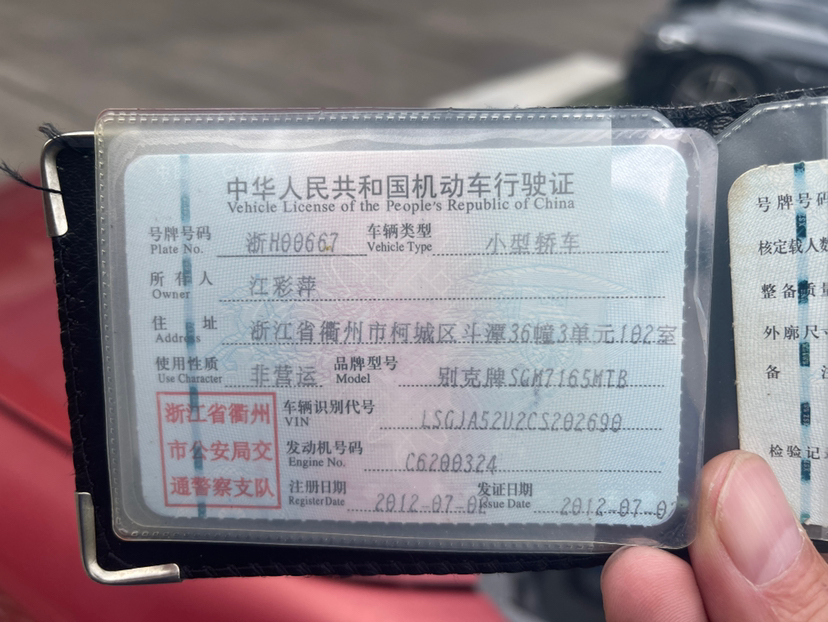 中华人民共和国机动车行驶证
Vehicle License of the People's Republic of China
号牌号码 浙H00667 车辆类型 小型轿车
Plate No. Vehicle Type
所有人 江彩萍
Owner
住址 浙江省衢州市柯城区斗潭36幢3单元102室
Address
使用性质 非营运 品牌型号 别克牌SGM7165MTB
Use Character Model
浙江省衢州
市公安局交
通警察支队
车辆识别代号 LSGJA52U2CS202690
VIN
发动机号码 C6200324
Engine No.
注册日期 2012-07-0 发证日期 2012-07-0
Register Date Issue Date
号牌号码
核定载人数
整备质量
外廓尺寸
备
检验记